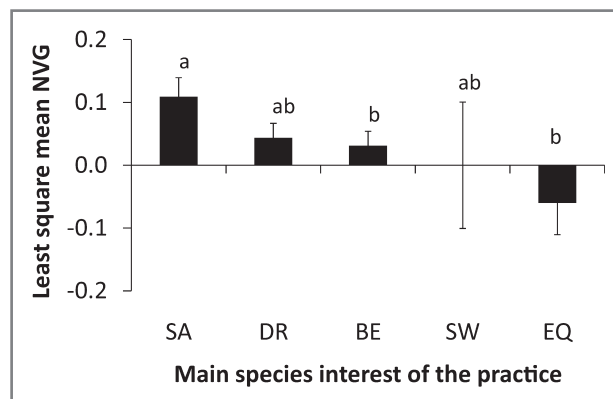 Least square mean NVG
0.2
0.1
0.0
-0.1
-0.2
a
ab
b
ab
b
SA DR BE SW EQ
Main species interest of the practice